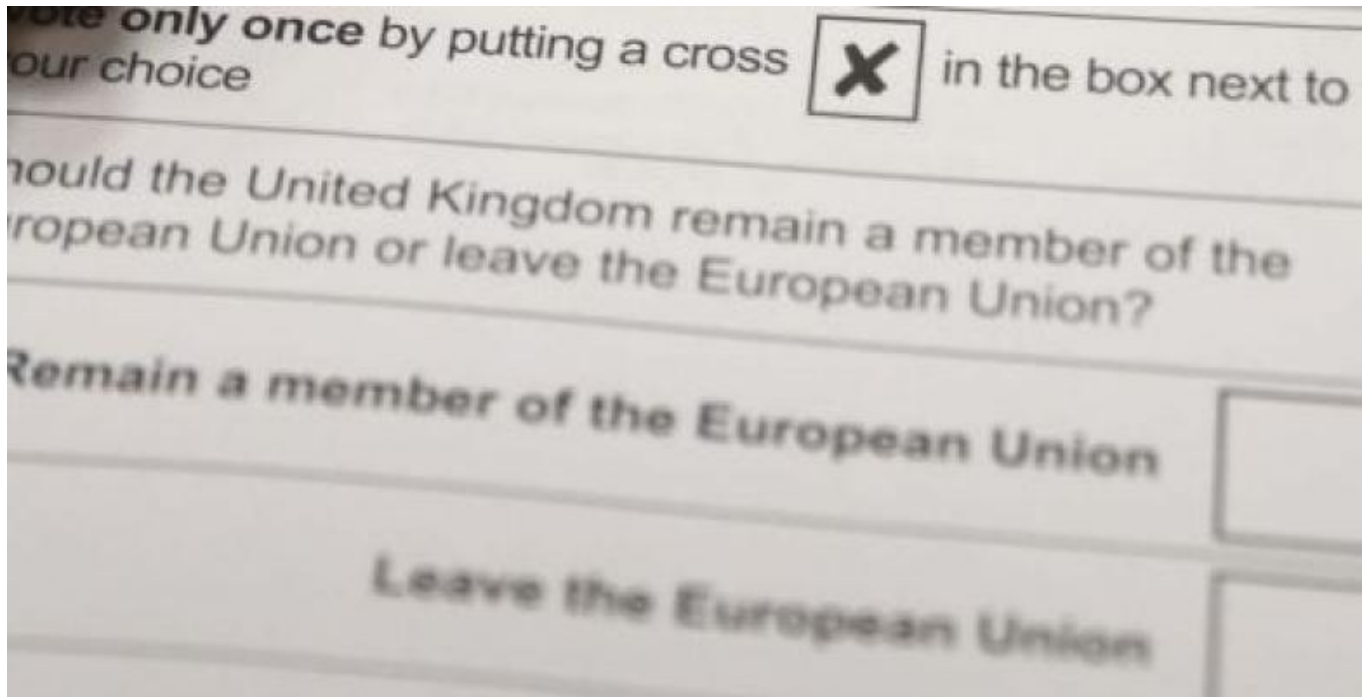 vote only once by putting a cross X in the box next to
our choice
hould the United Kingdom remain a member of the
ropean Union or leave the European Union?
Remain a member of the European Union
Leave the European Union